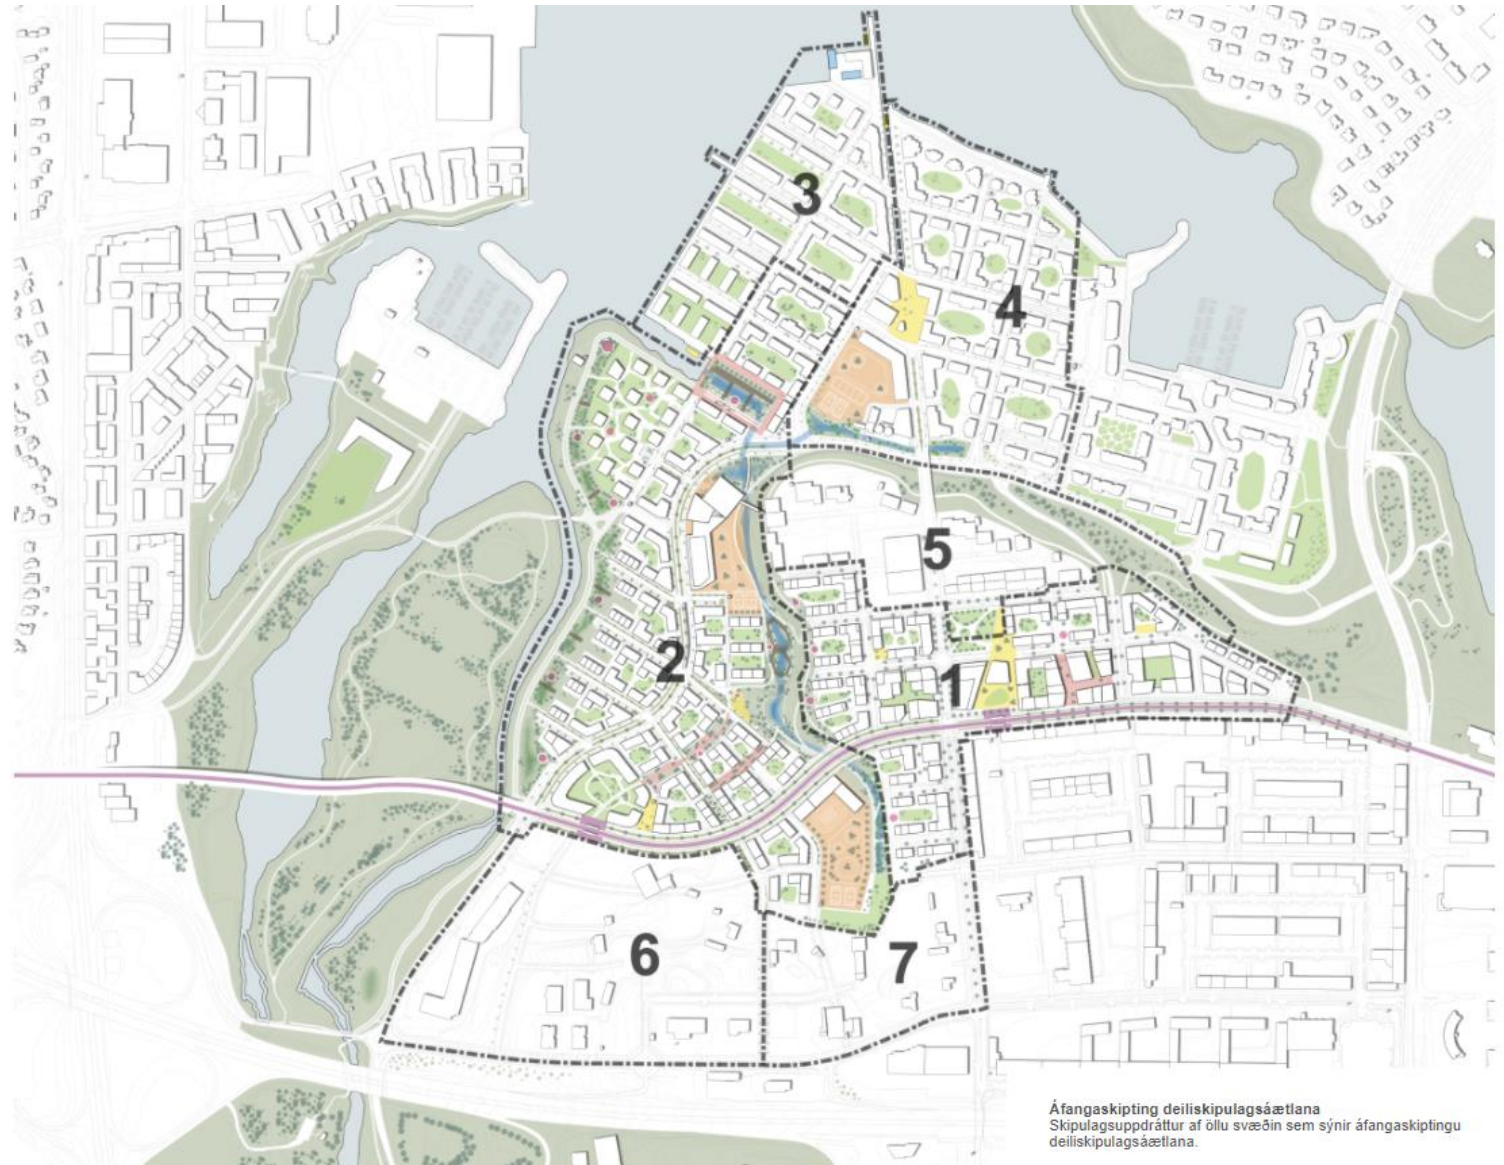 3
4
5
2
1
6
7
Áfangaskipting deiliskipulagsáætlana
Skipulagsuppdráttur af öllu svæðin sem sýnir áfangaskiptingu
deiliskipulagsáætlana.